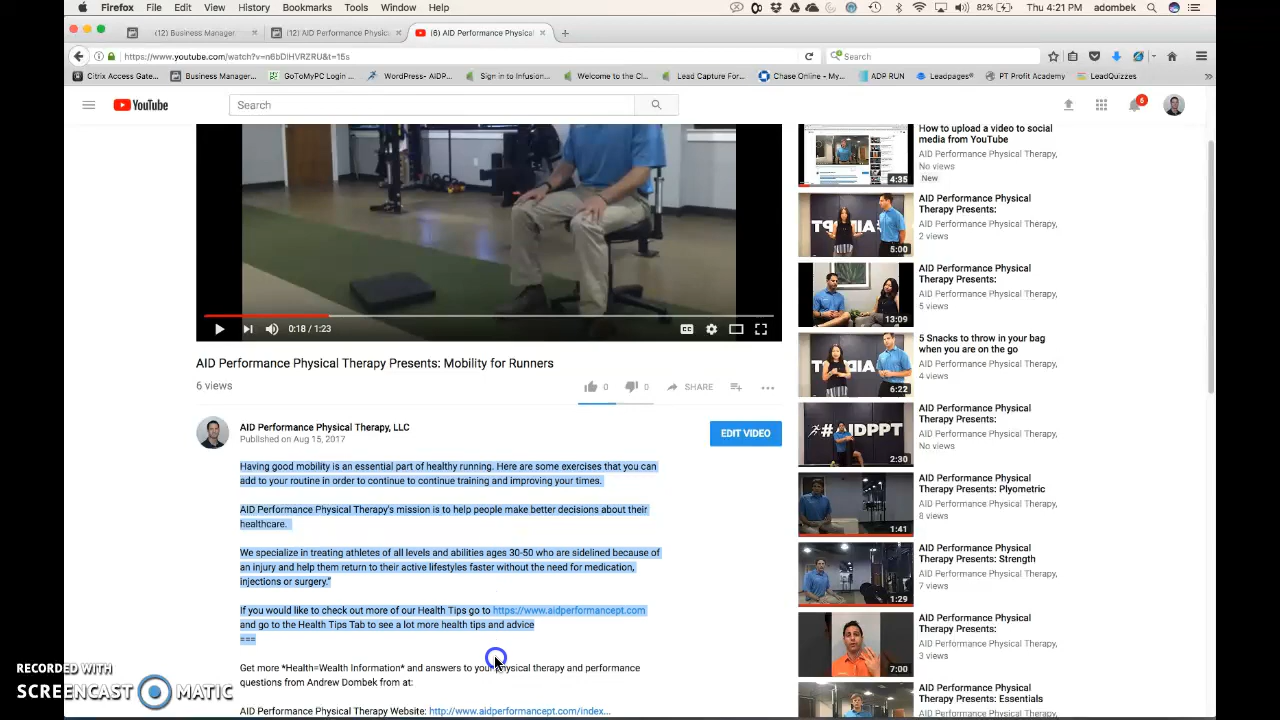 Firefox File Edit View History Bookmarks Tools Window Help 82% Thu 4:21 PM adombek
(12) Business Manager (12) AID Performance Physic... (6) AID Performance Physical
https://www.youtube.com/watch?v=n6bDIHVRZRU&t=15s Search
Citrix Access Gate... Business Manager... GoToMyPC Login ... WordPress‹ AIDP... Sign in to Infusion... Welcome to the Cl... Lead Capture For... Chase Online - My... ADP RUN Leadpages® PT Profit Academy LeadQuizzes
YouTube Search 6
0:18 / 1:23 CC
AID Performance Physical Therapy Presents: Mobility for Runners
6 views
0 0 SHARE
AID Performance Physical Therapy, LLC
Published on Aug 15, 2017
EDIT VIDEO
Having good mobility is an essential part of healthy running. Here are some exercises that you can
add to your routine in order to continue to continue training and improving your times.
AID Performance Physical Therapy's mission is to help people make better decisions about their
healthcare.
We specialize in treating athletes of all levels and abilities ages 30-50 who are sidelined because of
an injury and help them return to their active lifestyles faster without the need for medication,
injections or surgery."
If you would like to check out more of our Health Tips go to https://www.aidperformancept.com
and go to the Health Tips Tab to see a lot more health tips and advice
===
Get more *Health=Wealth Information* and answers to your physical therapy and performance
questions from Andrew Dombek from at:
AID Performance Physical Therapy Website: http://www.aidperformancept.com/index...
How to upload a video to social
media from YouTube
AID Performance Physical Therapy,
No views
New
4:35
AID Performance Physical
Therapy Presents:
AID Performance Physical Therapy,
2 views
5:00
AID Performance Physical
Therapy Presents:
AID Performance Physical Therapy,
5 views
13:09
5 Snacks to throw in your bag
when you are on the go
AID Performance Physical Therapy,
4 views
6:22
AID Performance Physical
Therapy Presents:
AID Performance Physical Therapy,
No views
#AIDPPT
2:30
AID Performance Physical
Therapy Presents: Plyometric
AID Performance Physical Therapy,
8 views
1:41
AID Performance Physical
Therapy Presents: Strength
AID Performance Physical Therapy,
7 views
1:29
AID Performance Physical
Therapy Presents:
AID Performance Physical Therapy,
3 views
7:00
AID Performance Physical
Therapy Presents: Essentials
AID Performance Physical Therapy,
RECORDED WITH
SCREENCAST MATIC